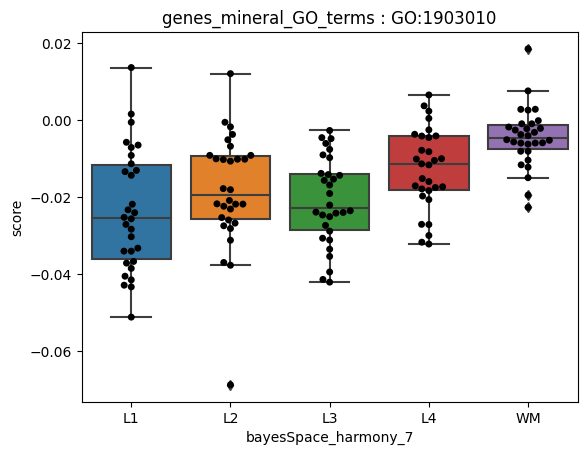 genes_mineral_GO_terms : GO:1903010
0.02
0.00
−0.02
−0.04
−0.06
score
L1 L2 L3 L4 WM
bayesSpace_harmony_7